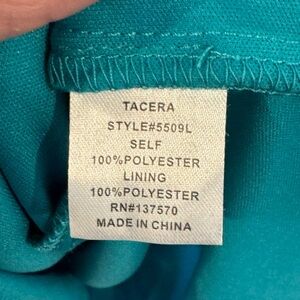 TACERA
STYLE#5509L
SELF
100%POLYESTER
LINING
100%POLYESTER
RN#137570
MADE IN CHINA